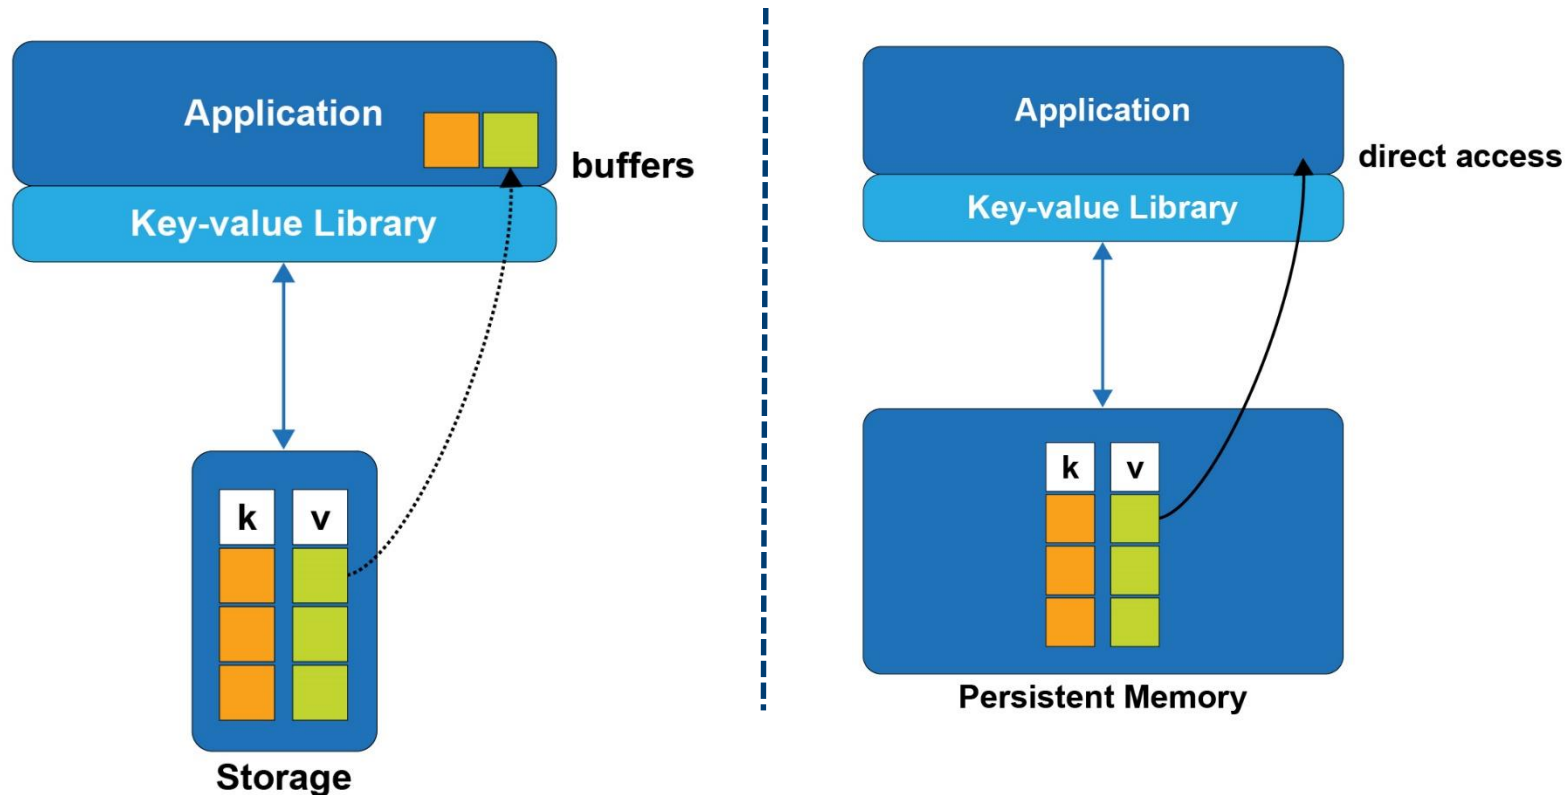 Application
buffers
Key-value Library
k v
Storage
Application
direct access
Key-value Library
k v
Persistent Memory